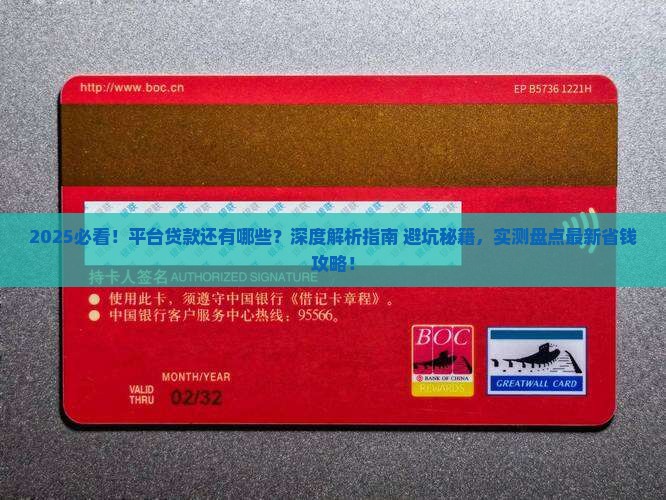 http://www.boc.cn
EP B5736 1221H
2025必看！平台贷款还有哪些？深度解析指南 避坑秘籍，实测盘点最新省钱
攻略！
持卡人签名 AUTHORIZED SIGNATURE
使用此卡，须遵守中国银行《借记卡章程》。
中国银行客户服务中心热线：95566。
BOC
BANK OF CHINA
REWARDS
GREATWALL CARD
MONTH/YEAR
VALID
THRU
02/32